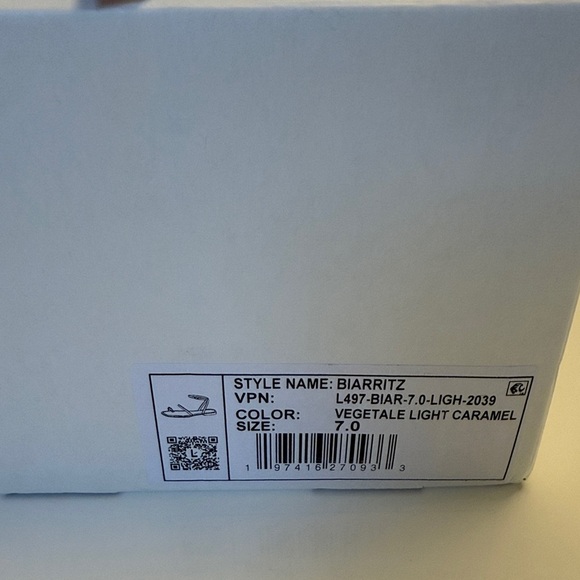 STYLE NAME: BIARRITZ
VPN: L497-BIAR-7.0-LIGH-2039
COLOR: VEGETALE LIGHT CARAMEL
SIZE: 7.0
L
1 97416 27093 3